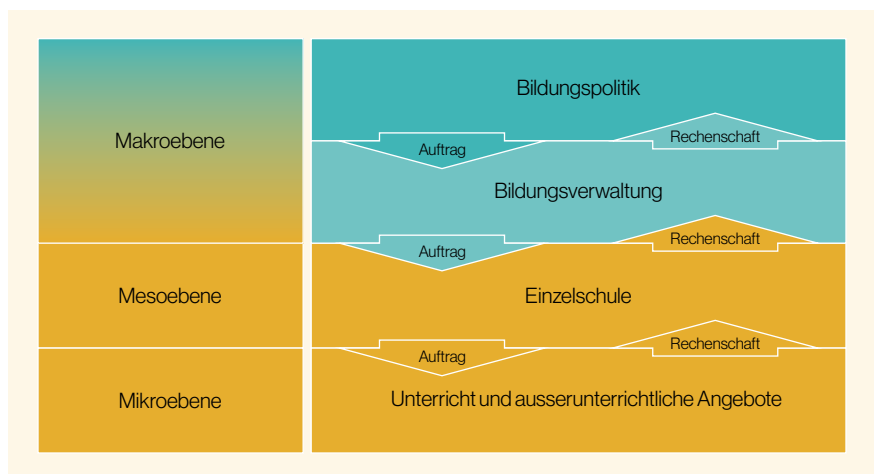 Makroebene
Bildungspolitik
Auftrag
Rechenschaft
Bildungsverwaltung
Auftrag
Rechenschaft
Mesoebene
Einzelschule
Auftrag
Rechenschaft
Mikroebene
Unterricht und ausserunterrichtliche Angebote